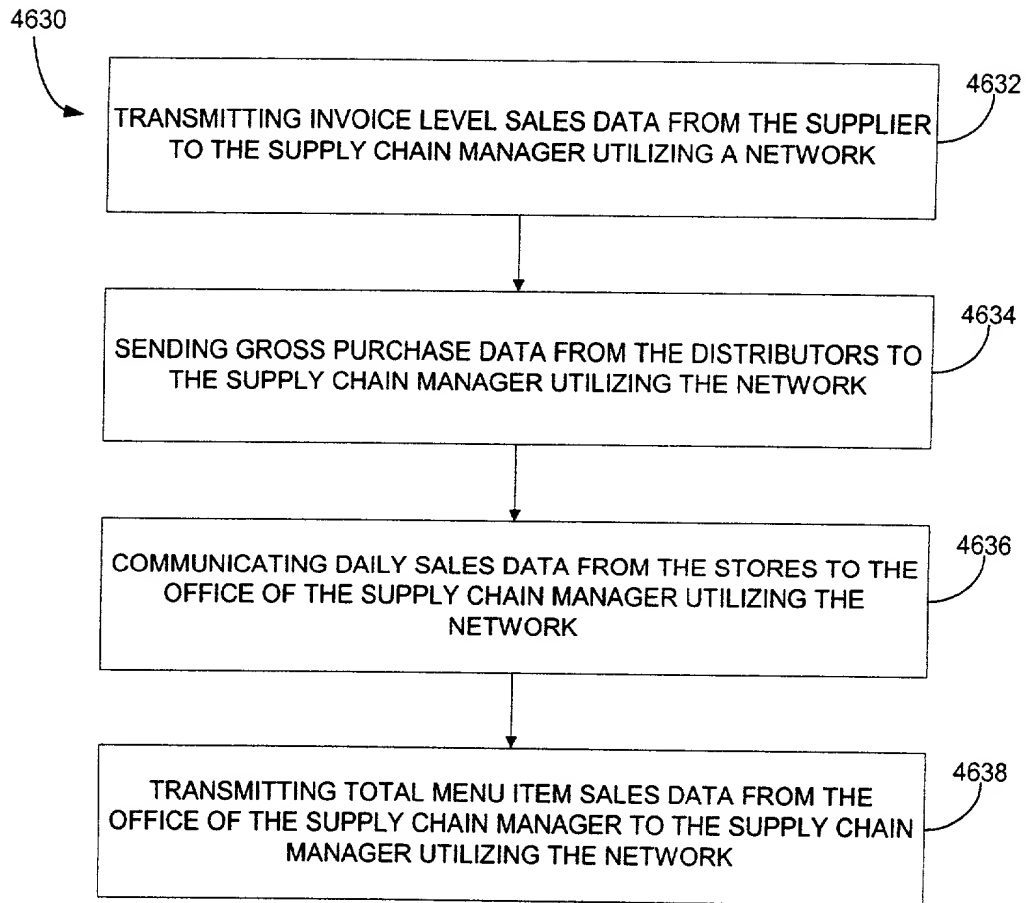 4630
4632
TRANSMITTING INVOICE LEVEL SALES DATA FROM THE SUPPLIER
TO THE SUPPLY CHAIN MANAGER UTILIZING A NETWORK
4634
SENDING GROSS PURCHASE DATA FROM THE DISTRIBUTORS TO
THE SUPPLY CHAIN MANAGER UTILIZING THE NETWORK
4636
COMMUNICATING DAILY SALES DATA FROM THE STORES TO THE
OFFICE OF THE SUPPLY CHAIN MANAGER UTILIZING THE
NETWORK
4638
TRANSMITTING TOTAL MENU ITEM SALES DATA FROM THE
OFFICE OF THE SUPPLY CHAIN MANAGER TO THE SUPPLY CHAIN
MANAGER UTILIZING THE NETWORK